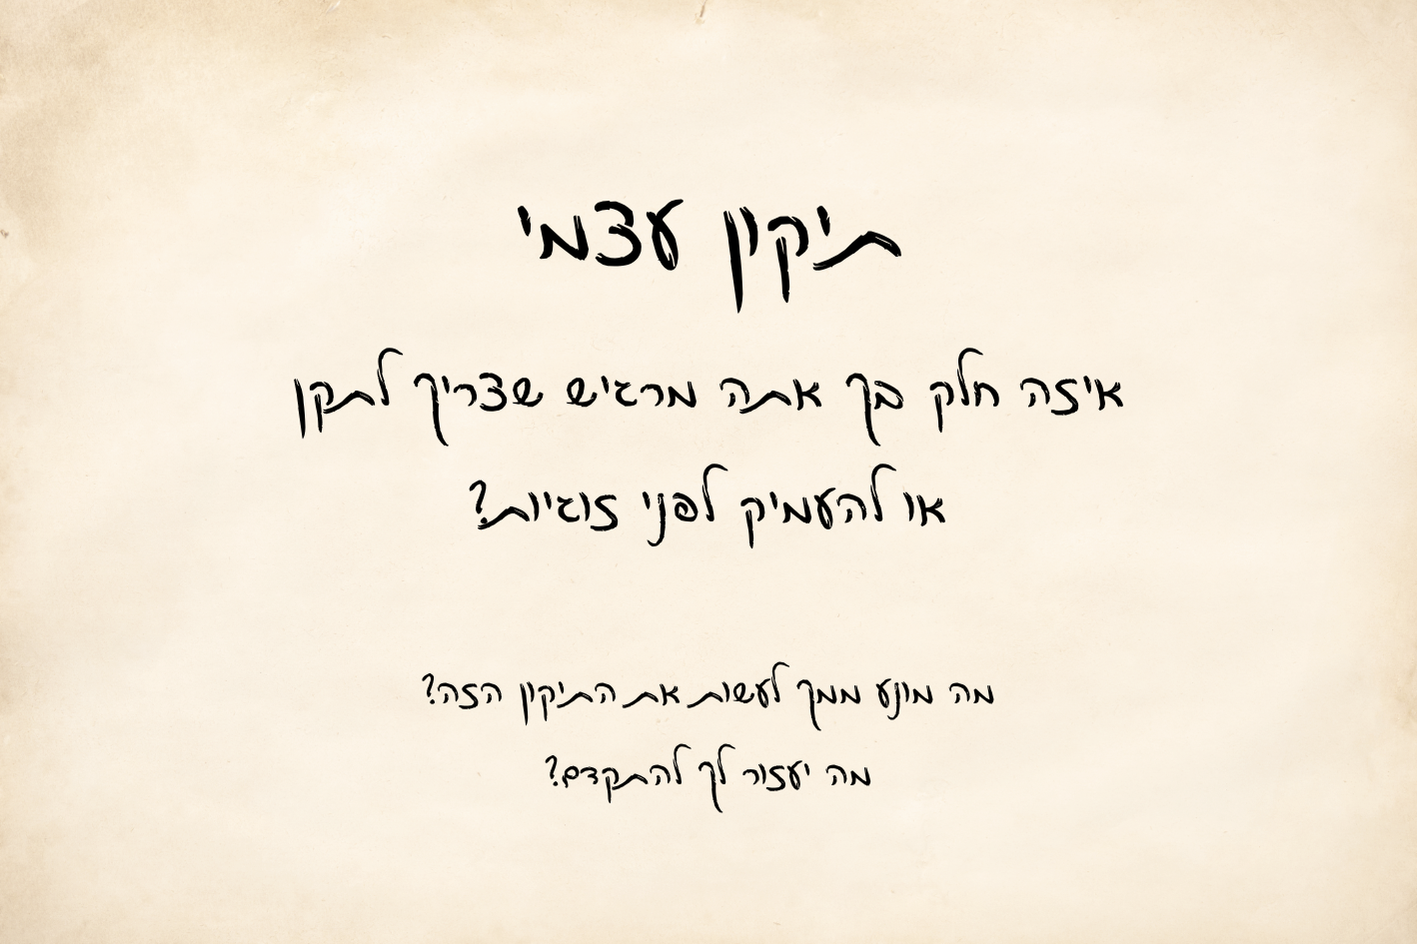 תיקון עצמי
איזה חלק בך אתה מרגיש שצריך לתקן
או להעמיק לפני זוגיות?
מה מונע ממך לעשות את התיקון הזה?
מה יעזור לך להתקדם?